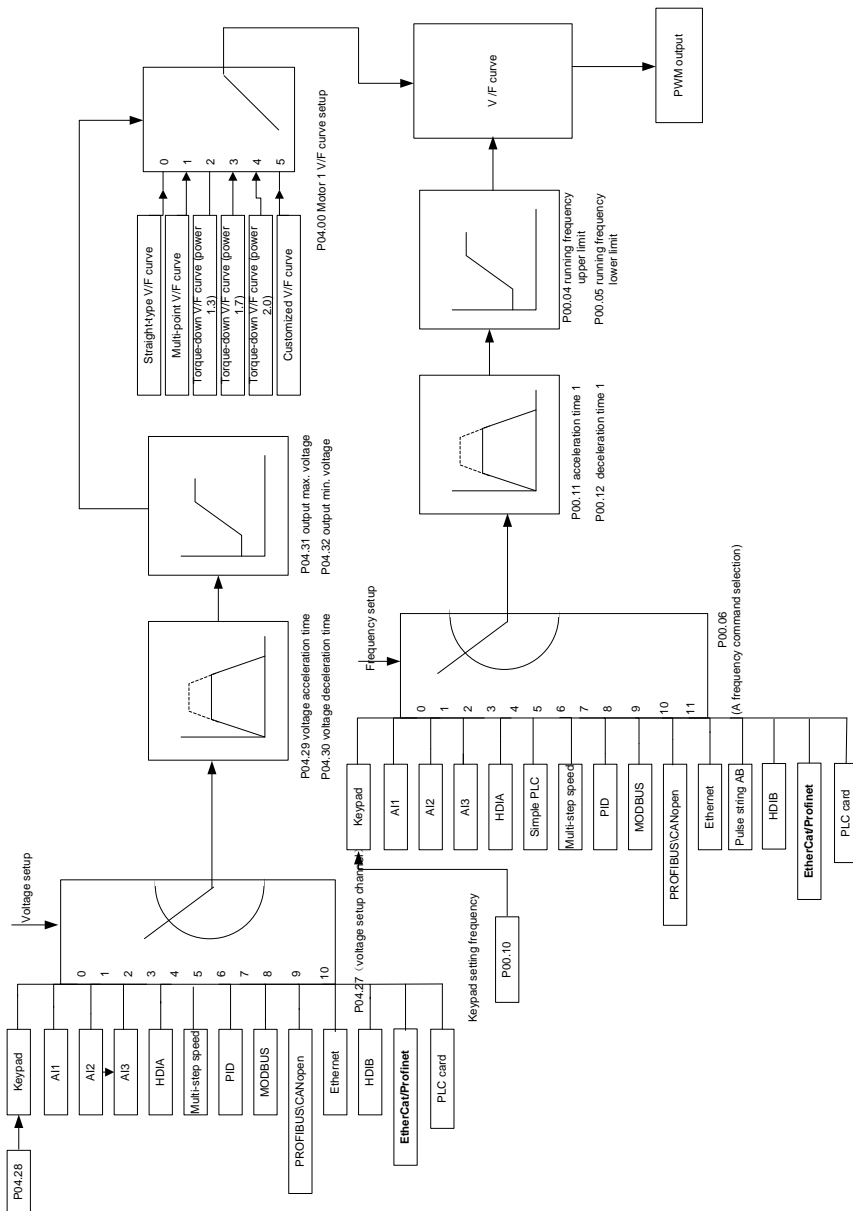 Voltage setup
P04.28
Keypad
AI1
AI2
AI3
HDIA
Multi-step speed
PID
MODBUS
PROFIBUS\CANopen
Ethernet
HDIB
EtherCat/Profinet
PLC card
0
1
2
3
4
5
6
7
8
9
10
P04.27（voltage setup channel）
P04.29 voltage acceleration time
P04.30 voltage deceleration time
P04.31 output max. voltage
P04.32 output min. voltage
Straight-type V/F curve
Multi-point V/F curve
Torque-down V/F curve (power
1.3)
Torque-down V/F curve (power
1.7)
Torque-down V/F curve (power
2.0)
Customized V/F curve
0
1
2
3
4
5
P04.00 Motor 1 V/F curve setup
Keypad setting frequency
P00.10
Frequency setup
Keypad
AI1
AI2
AI3
HDIA
Simple PLC
Multi-step speed
PID
MODBUS
PROFIBUS\CANopen
Ethernet
Pulse string AB
HDIB
EtherCat/Profinet
PLC card
0
1
2
3
4
5
6
7
8
9
10
11
P00.06
(A frequency command selection)
P00.11 acceleration time 1
P00.12 deceleration time 1
P00.04 running frequency
upper limit
P00.05 running frequency
lower limit
V /F curve
PWM output